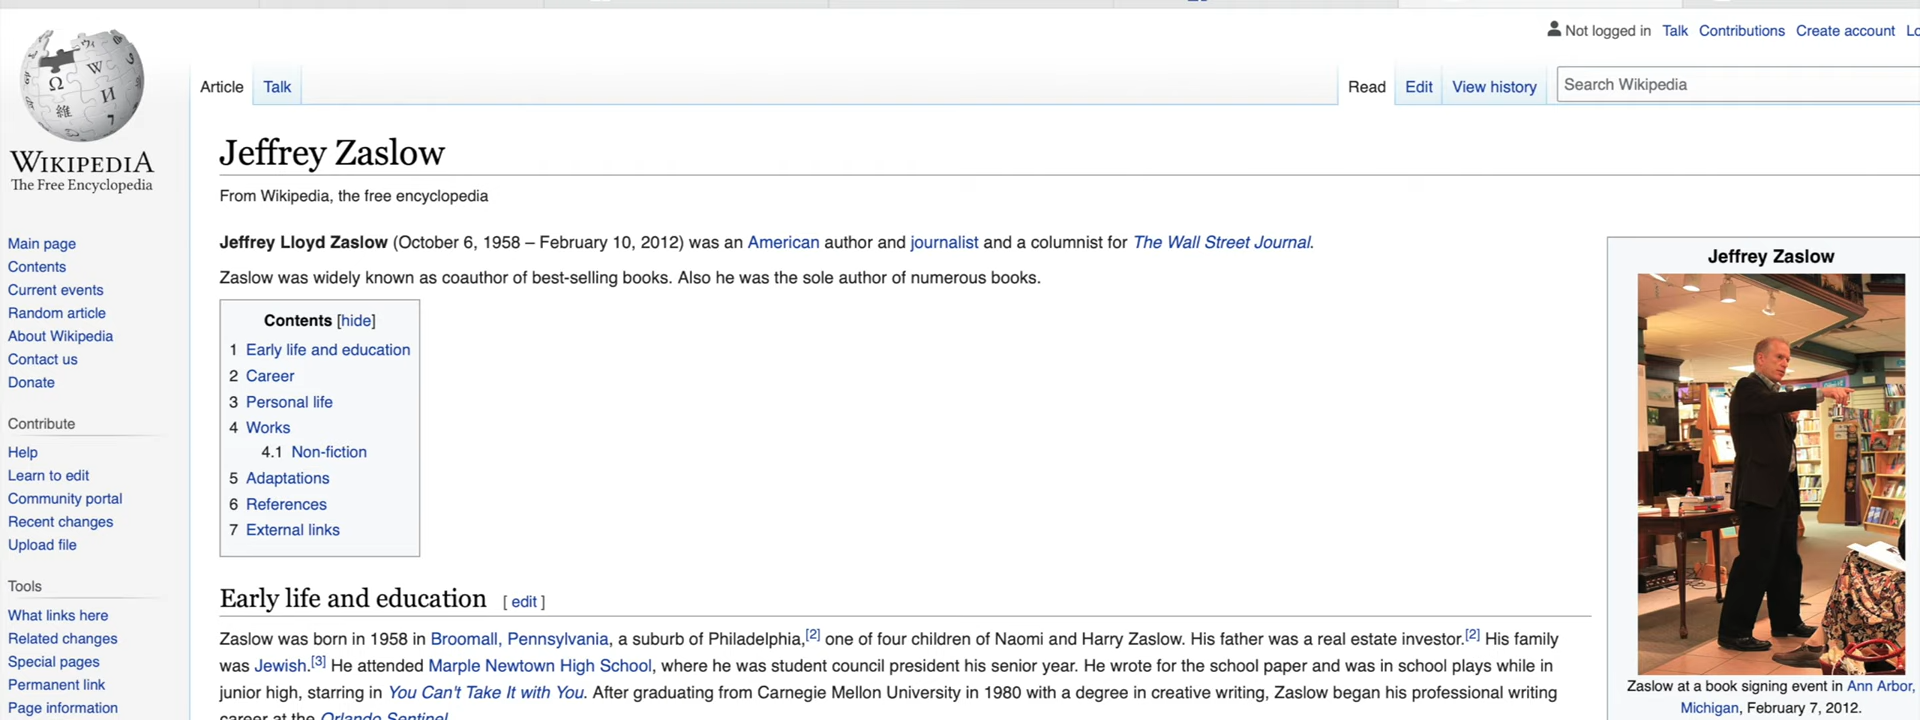 Not logged in Talk Contributions Create account
Article Talk Read Edit View history Search Wikipedia
WIKIPEDIA
The Free Encyclopedia
Main page
Contents
Current events
Random article
About Wikipedia
Contact us
Donate
Contribute
Help
Learn to edit
Community portal
Recent changes
Upload file
Tools
What links here
Related changes
Special pages
Permanent link
Page information
Jeffrey Zaslow
From Wikipedia, the free encyclopedia
Jeffrey Lloyd Zaslow (October 6, 1958 – February 10, 2012) was an American author and journalist and a columnist for The Wall Street Journal.
Zaslow was widely known as coauthor of best-selling books. Also he was the sole author of numerous books.
Contents [hide]
1 Early life and education
2 Career
3 Personal life
4 Works
4.1 Non-fiction
5 Adaptations
6 References
7 External links
Early life and education [ edit ]
Zaslow was born in 1958 in Broomall, Pennsylvania, a suburb of Philadelphia,[2] one of four children of Naomi and Harry Zaslow. His father was a real estate investor.[2] His family
was Jewish.[3] He attended Marple Newtown High School, where he was student council president his senior year. He wrote for the school paper and was in school plays while in
junior high, starring in You Can't Take It with You. After graduating from Carnegie Mellon University in 1980 with a degree in creative writing, Zaslow began his professional writing
career at the Orlando Sentinel.
Jeffrey Zaslow
Zaslow at a book signing event in Ann Arbor,
Michigan, February 7, 2012.